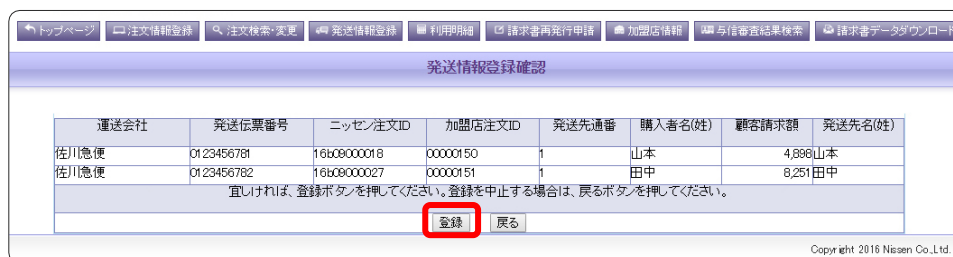 トップページ 注文情報登録 注文検索・変更 発送情報登録 利用明細 請求書再発行申請 加盟店情報 与信審査結果検索 請求書データダウンロード
発送情報登録確認
運送会社 発送伝票番号 ニッセン注文ID 加盟店注文ID 発送先通番 購入者名(姓) 顧客請求額 発送先名(姓)
佐川急便 0123456781 16b09000018 00000150 1 山本 4,898 山本
佐川急便 0123456782 16b09000027 00000151 1 田中 8,251 田中
宜しければ、登録ボタンを押してください。登録を中止する場合は、戻るボタンを押してください。
登録 戻る
Copyright 2016 Nissen Co.,Ltd.